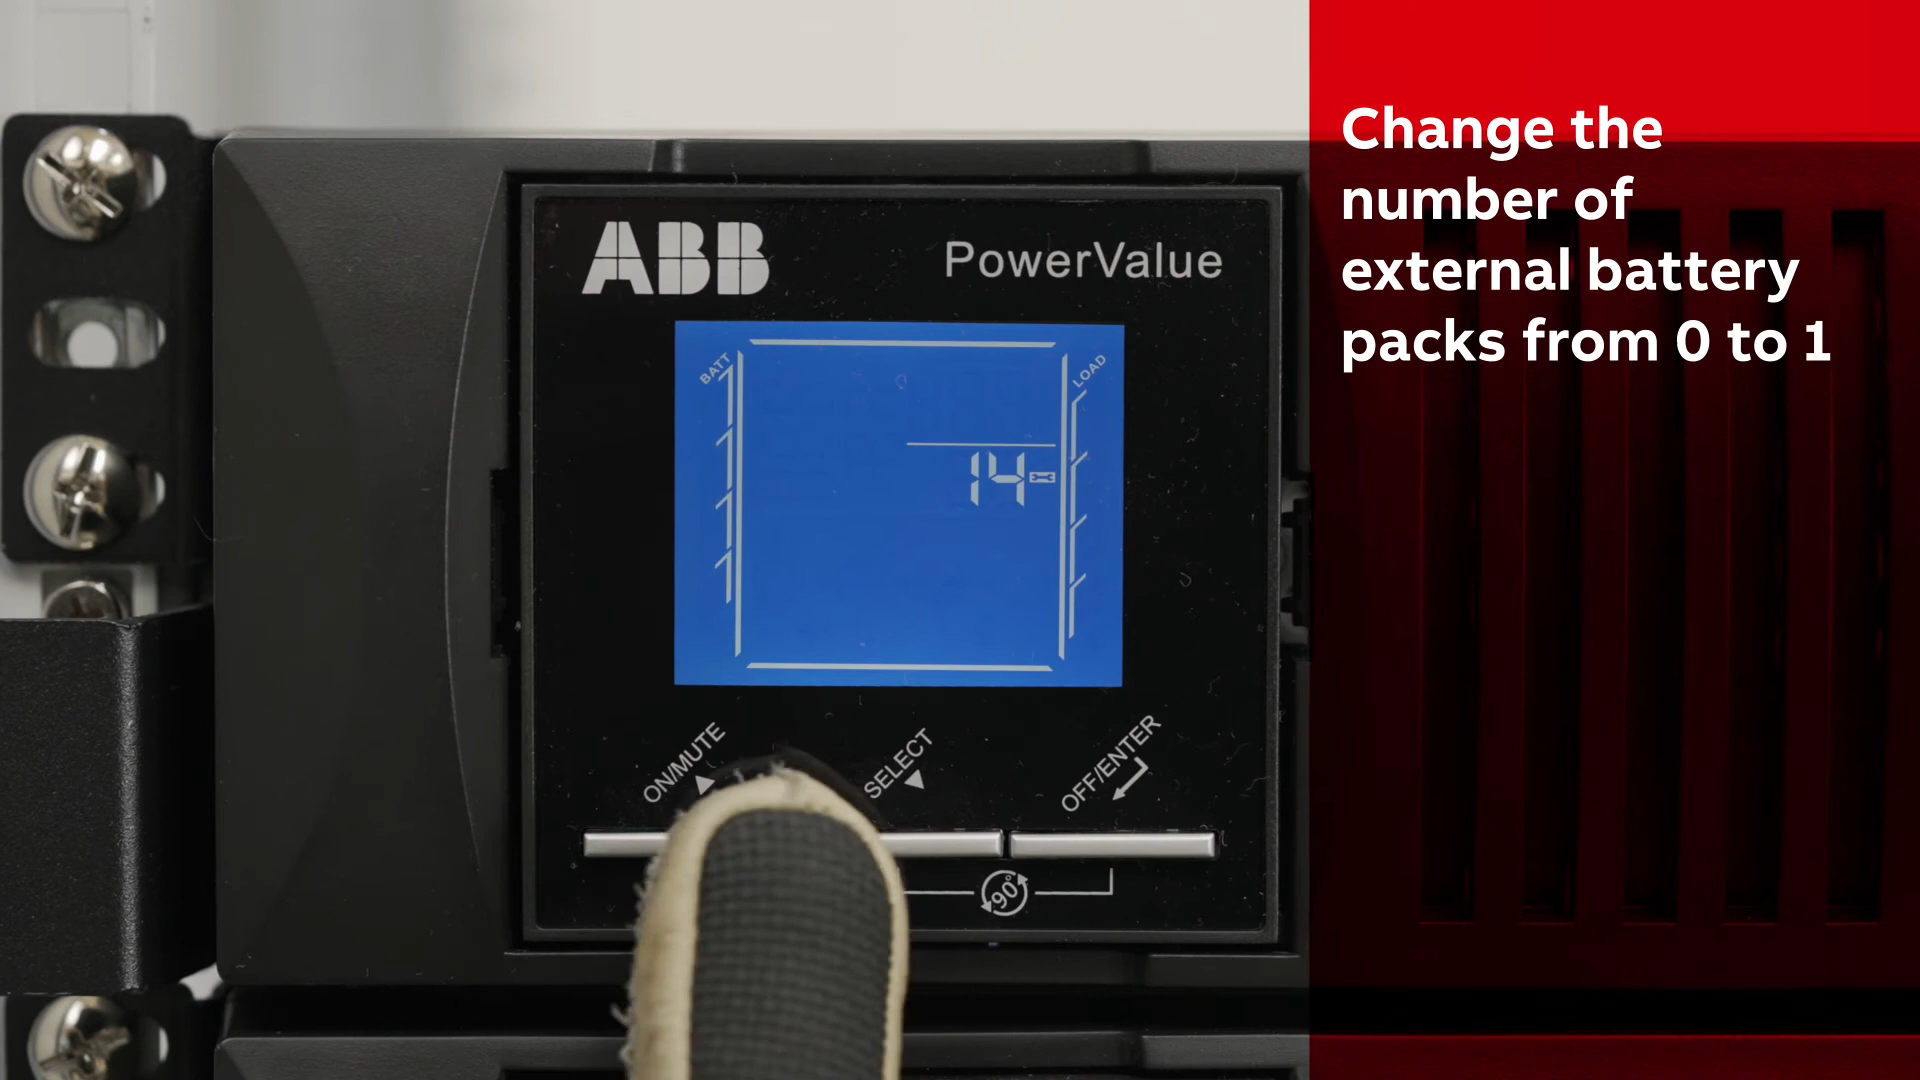 ABB
PowerValue
BATT
LOAD
14
ON/MUTE
SELECT
OFF/ENTER
90°
Change the
number of
external battery
packs from 0 to 1